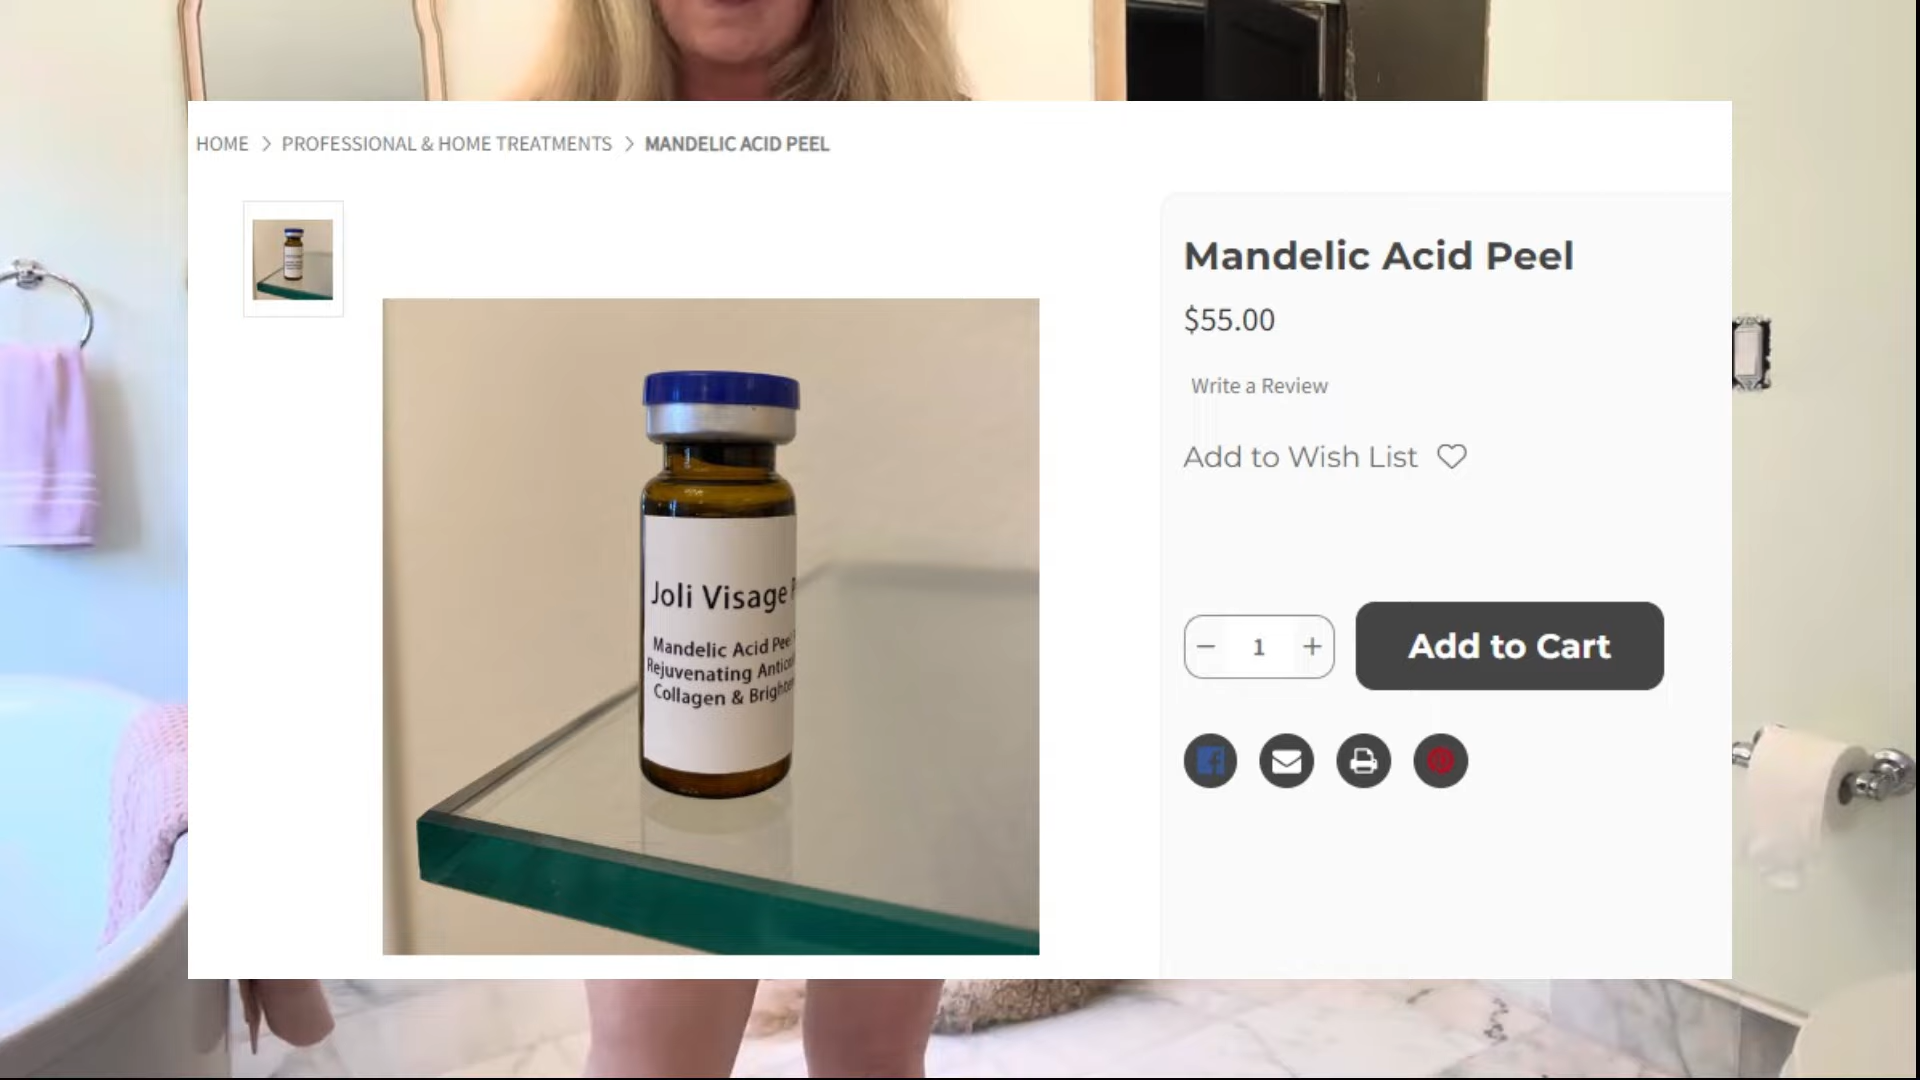 HOME > PROFESSIONAL & HOME TREATMENTS > MANDELIC ACID PEEL
Mandelic Acid Peel
$55.00
Write a Review
Add to Wish List
− 1 +
Add to Cart
Joli Visage
Mandelic Acid Peel
Rejuvenating
Collagen &